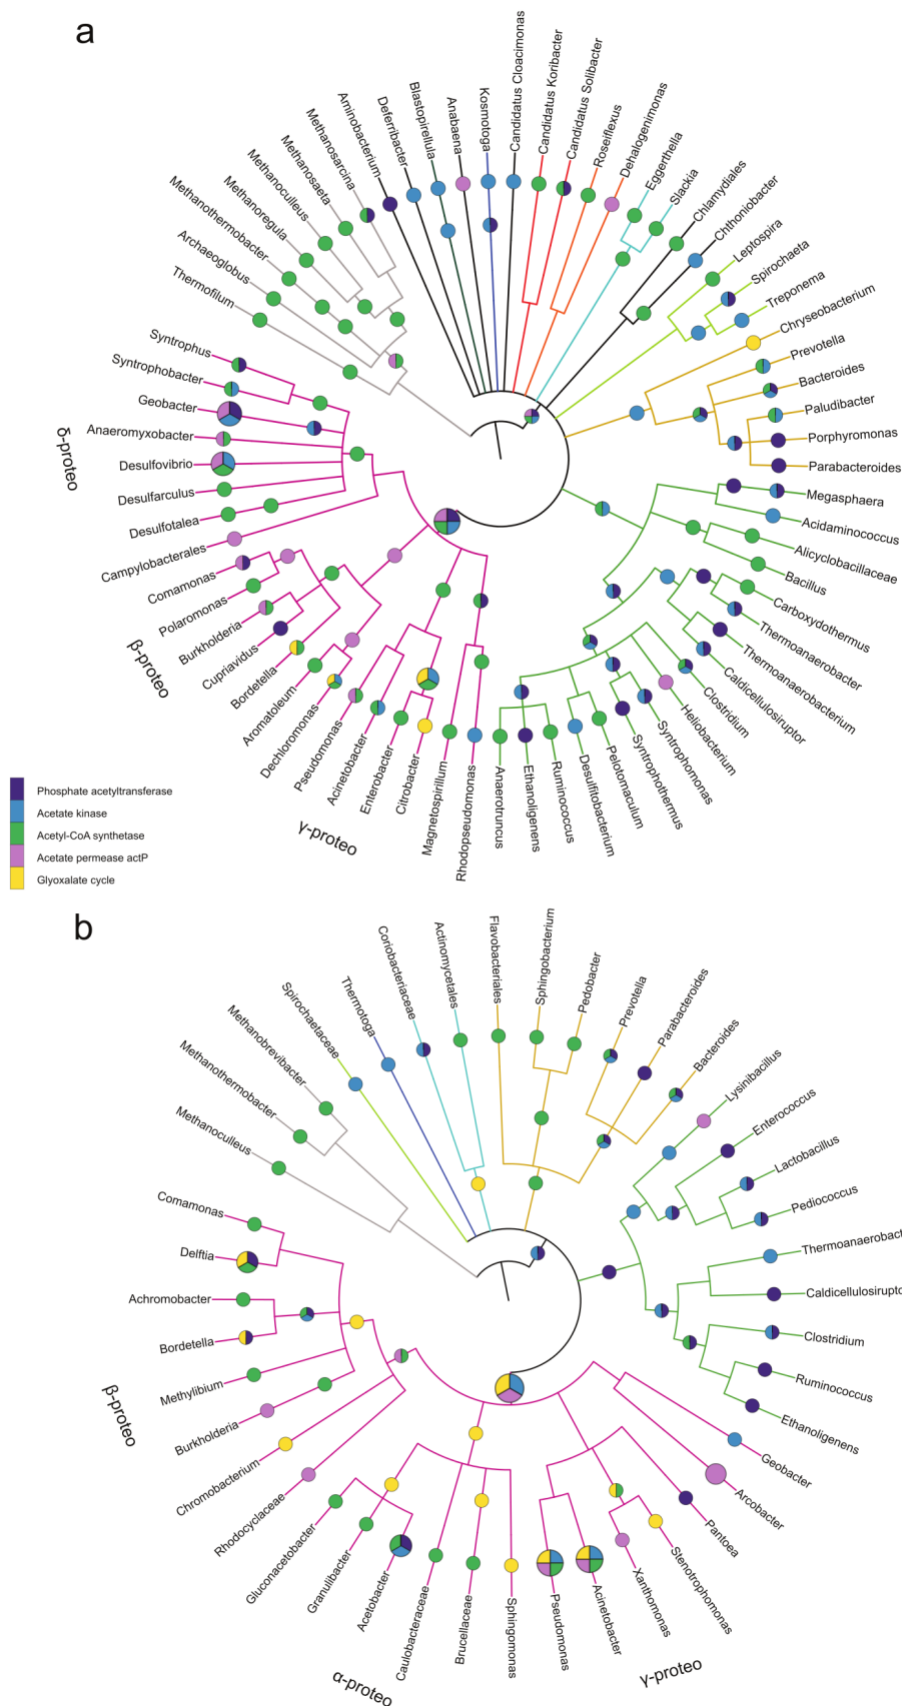 a
Thermofilum
Archaeoglobus
Methanothermobacter
Methanoregula
Methanoculleus
Methanosaeta
Methanosarcina
Aminobacterium
Deferribacter
Blastopirellula
Anabaena
Kosmotoga
Candidatus Cloacimonas
Candidatus Koribacter
Candidatus Solibacter
Roseiflexus
Dehalogenimonas
Eggerthella
Slackia
Chlamydiales
Chthoniobacter
Leptospira
Spirochaeta
Treponema
Chryseobacterium
Prevotella
Bacteroides
Paludibacter
Porphyromonas
Parabacteroides
Megasphaera
Acidaminococcus
Alicyclobacillaceae
Bacillus
Carboxydothermus
Thermoanaerobacter
Thermoanaerobacterium
Caldicellulosiruptor
Clostridium
Heliobacterium
Syntrophomonas
Syntrophothermus
Pelotomaculum
Desulfitobacterium
Ruminococcus
Ethanoligenens
Anaerotruncus
Rhodopseudomonas
Magnetospirillum
Citrobacter
Enterobacter
Acinetobacter
Pseudomonas
Dechloromonas
Aromatoleum
Bordetella
Cupriavidus
Burkholderia
Polaromonas
Comamonas
Campylobacterales
Desulfotalea
Desulfarculus
Desulfovibrio
Anaeromyxobacter
Geobacter
Syntrophobacter
Syntrophus
δ-proteo
β-proteo
γ-proteo
Phosphate acetyltransferase
Acetate kinase
Acetyl-CoA synthetase
Acetate permease actP
Glyoxalate cycle
b
Methanoculleus
Methanothermobacter
Methanobrevibacter
Spirochaetaceae
Thermotoga
Coriobacteriaceae
Actinomycetales
Flavobacteriales
Sphingobacterium
Pedobacter
Prevotella
Parabacteroides
Bacteroides
Lysinibacillus
Enterococcus
Lactobacillus
Pediococcus
Thermoanaerobact
Caldicellulosirupto
Clostridium
Ruminococcus
Ethanoligenens
Geobacter
Arcobacter
Pantoea
Stenotrophomonas
Xanthomonas
Acinetobacter
Pseudomonas
Sphingomonas
Brucellaceae
Caulobacteraceae
Acetobacter
Granulibacter
Gluconacetobacter
Rhodocyclaceae
Chromobacterium
Burkholderia
Methylibium
Bordetella
Achromobacter
Delftia
Comamonas
β-proteo
α-proteo
γ-proteo